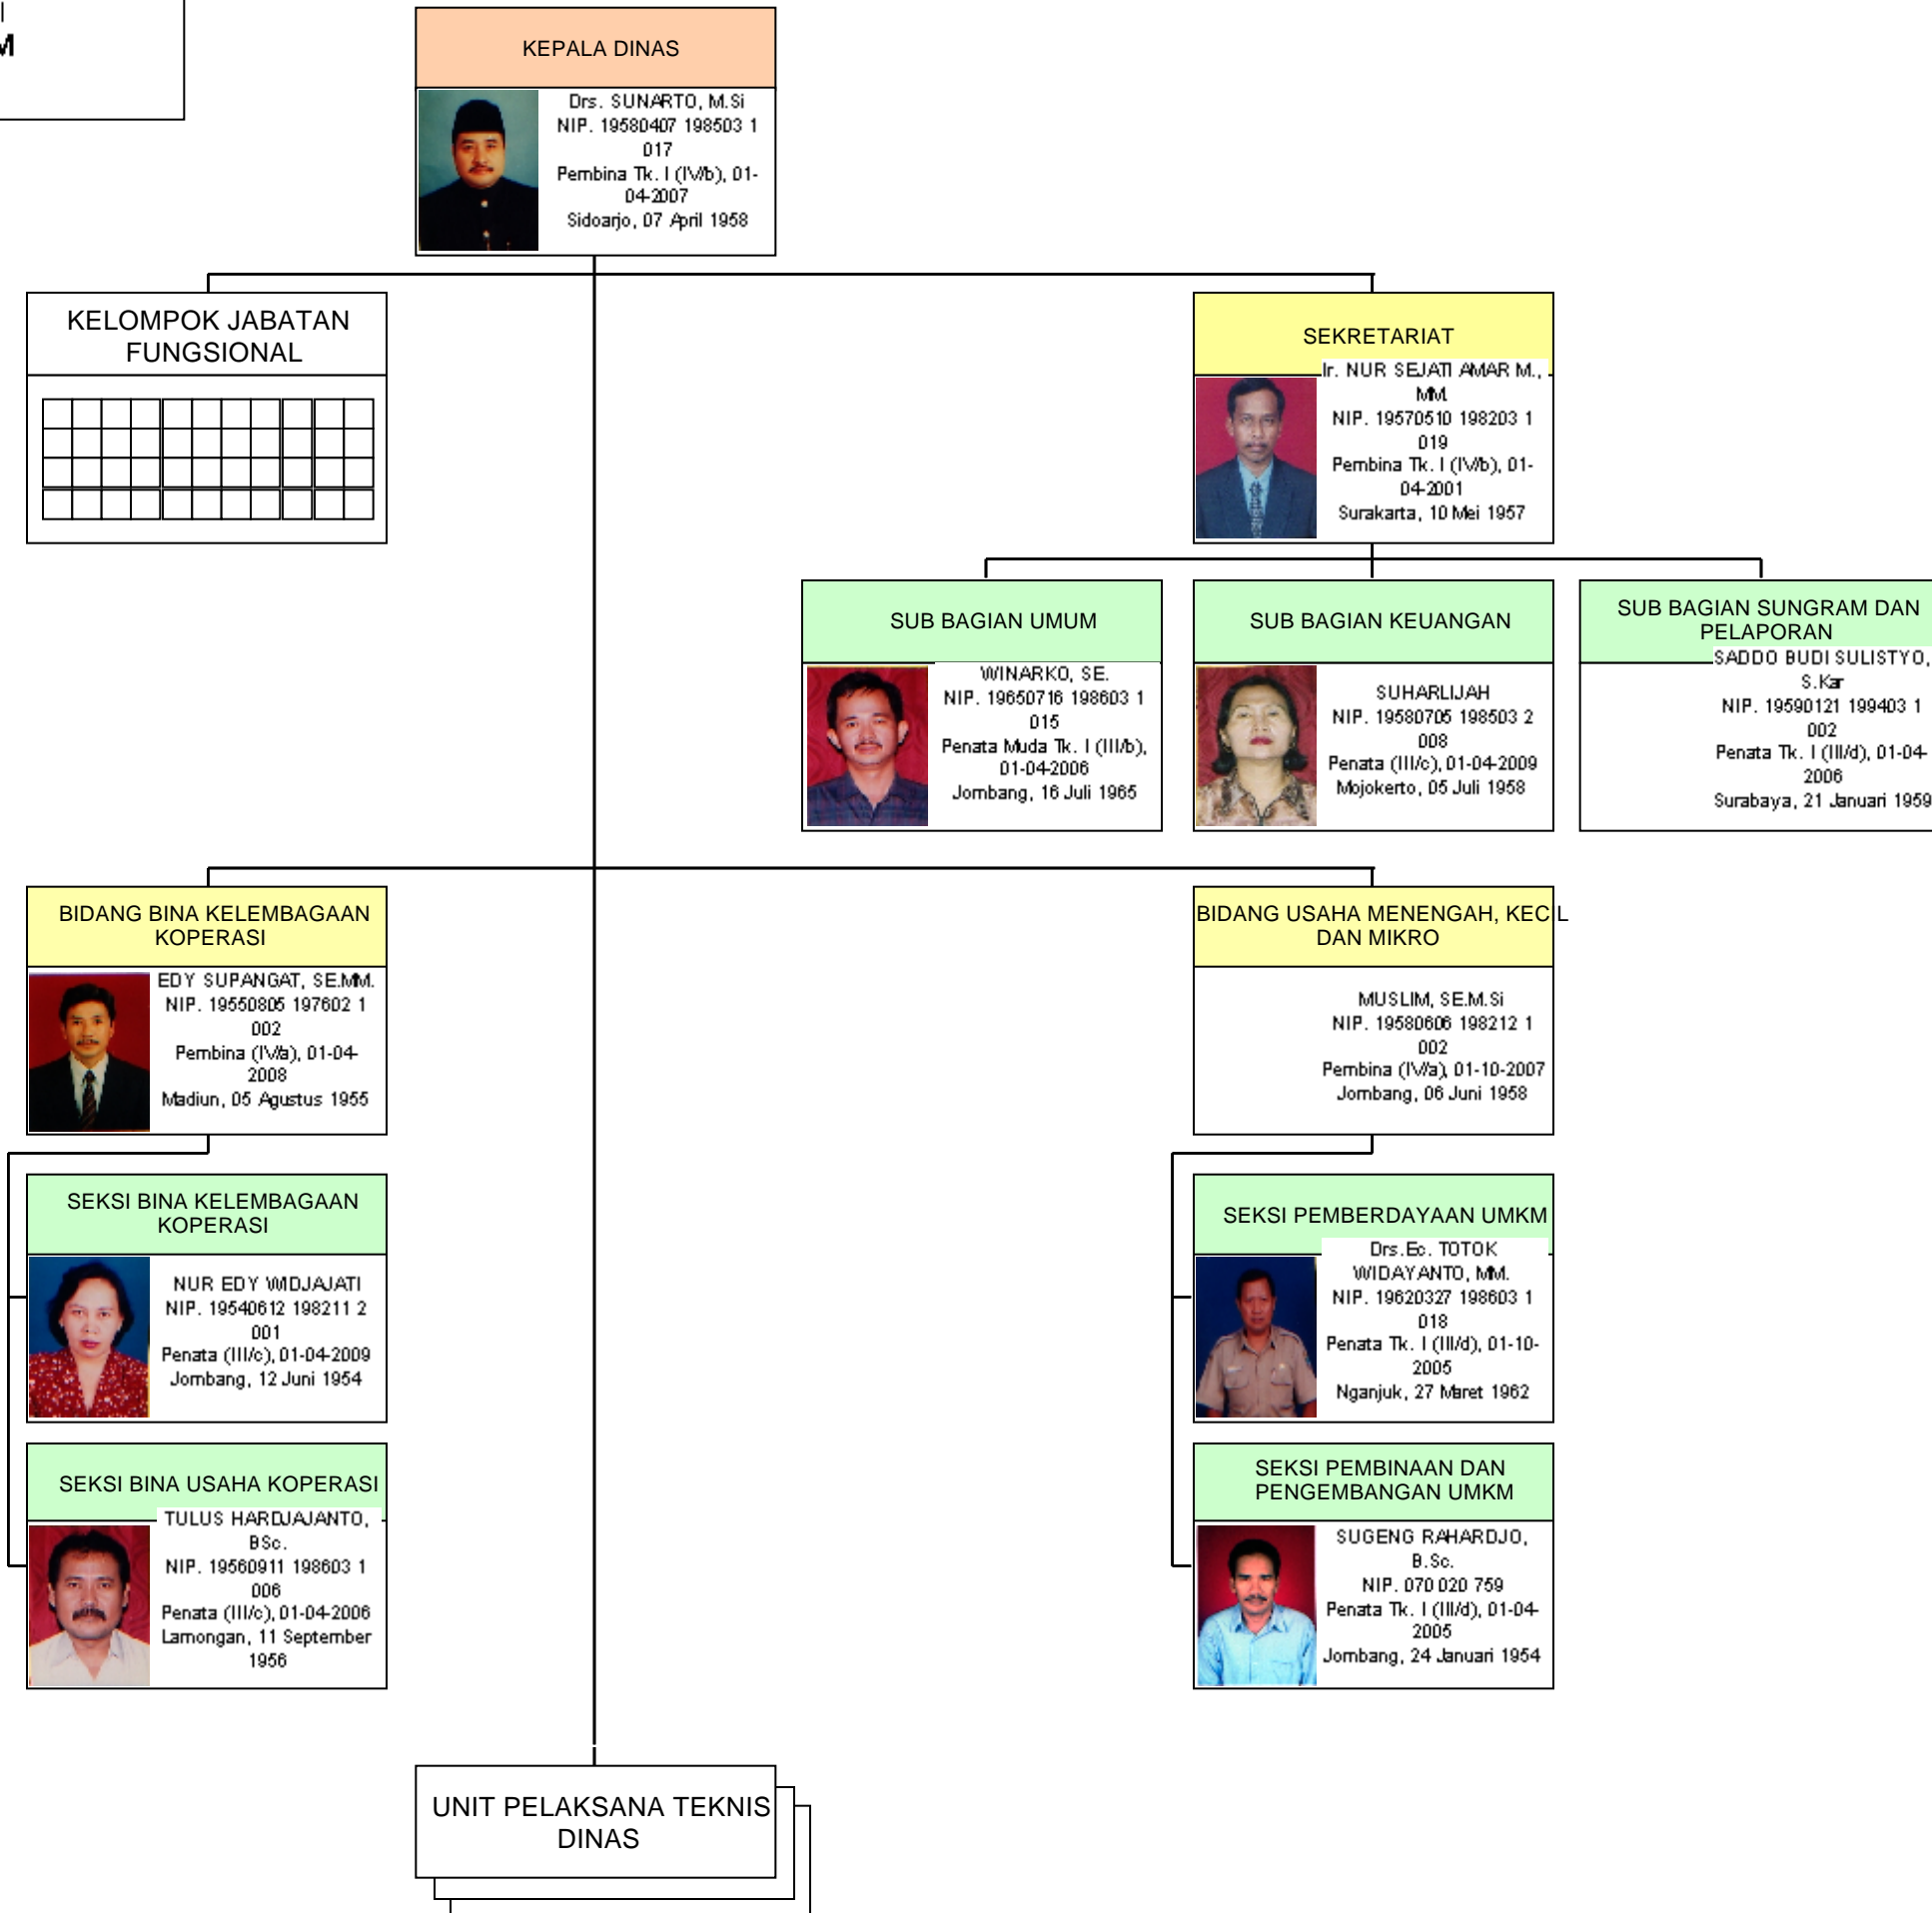 M
KEPALA DINAS
Drs. SUNARTO, M.Si
NIP. 19580407 198503 1
017
Pembina Tk. I (IV/b), 01-
04-2007
Sidoarjo, 07 April 1958
KELOMPOK JABATAN
FUNGSIONAL
SEKRETARIAT
Ir. NUR SEJATI AMAR M.,
MM.
NIP. 19570510 198203 1
019
Pembina Tk. I (IV/b), 01-
04-2001
Surakarta, 10 Mei 1957
SUB BAGIAN UMUM
WINARKO, SE.
NIP. 19650716 198603 1
015
Penata Muda Tk. I (III/b),
01-04-2006
Jombang, 16 Juli 1965
SUB BAGIAN KEUANGAN
SUHARLIJAH
NIP. 19580705 198503 2
008
Penata (III/c), 01-04-2009
Mojokerto, 05 Juli 1958
SUB BAGIAN SUNGRAM DAN
PELAPORAN
SADDO BUDI SULISTYO,
S.Kar
NIP. 19590121 199403 1
002
Penata Tk. I (III/d), 01-04-
2006
Surabaya, 21 Januari 1959
BIDANG BINA KELEMBAGAAN
KOPERASI
EDY SUPANGAT, SE.MM.
NIP. 19550805 197602 1
002
Pembina (IV/a), 01-04-
2008
Madiun, 05 Agustus 1955
BIDANG USAHA MENENGAH, KECIL
DAN MIKRO
MUSLIM, SE.M.Si
NIP. 19580606 198212 1
002
Pembina (IV/a), 01-10-2007
Jombang, 06 Juni 1958
SEKSI BINA KELEMBAGAAN
KOPERASI
NUR EDY WIDJAJATI
NIP. 19540612 198211 2
001
Penata (III/c), 01-04-2009
Jombang, 12 Juni 1954
SEKSI PEMBERDAYAAN UMKM
Drs.Ec. TOTOK
WIDAYANTO, MM.
NIP. 19620327 198603 1
018
Penata Tk. I (III/d), 01-10-
2005
Nganjuk, 27 Maret 1962
SEKSI BINA USAHA KOPERASI
TULUS HARDJAJANTO,
BSc.
NIP. 19560911 198603 1
006
Penata (III/c), 01-04-2006
Lamongan, 11 September
1956
SEKSI PEMBINAAN DAN
PENGEMBANGAN UMKM
SUGENG RAHARDJO,
B.Sc.
NIP. 070 020 759
Penata Tk. I (III/d), 01-04-
2005
Jombang, 24 Januari 1954
UNIT PELAKSANA TEKNIS
DINAS